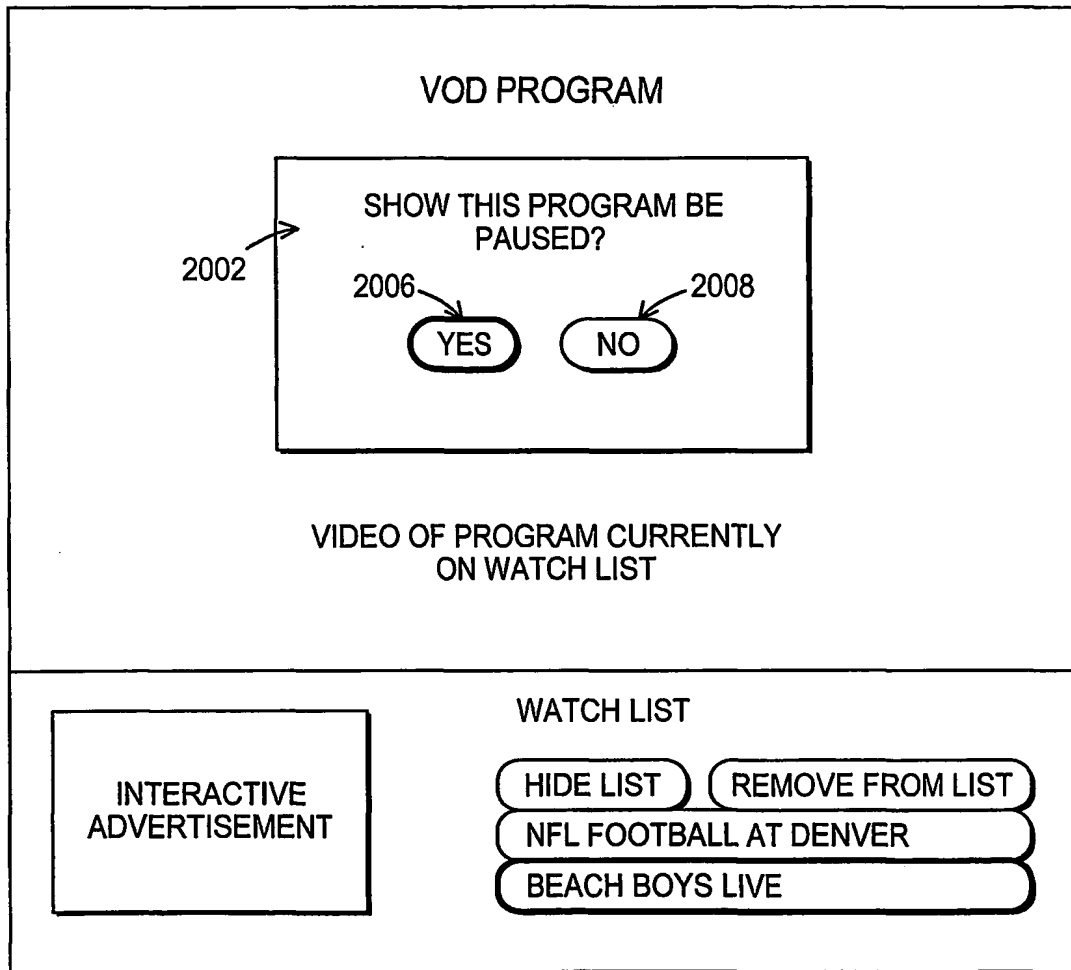 VOD PROGRAM
SHOW THIS PROGRAM BE
PAUSED?
2002
2006
2008
YES
NO
VIDEO OF PROGRAM CURRENTLY
ON WATCH LIST
INTERACTIVE
ADVERTISEMENT
WATCH LIST
HIDE LIST
REMOVE FROM LIST
NFL FOOTBALL AT DENVER
BEACH BOYS LIVE